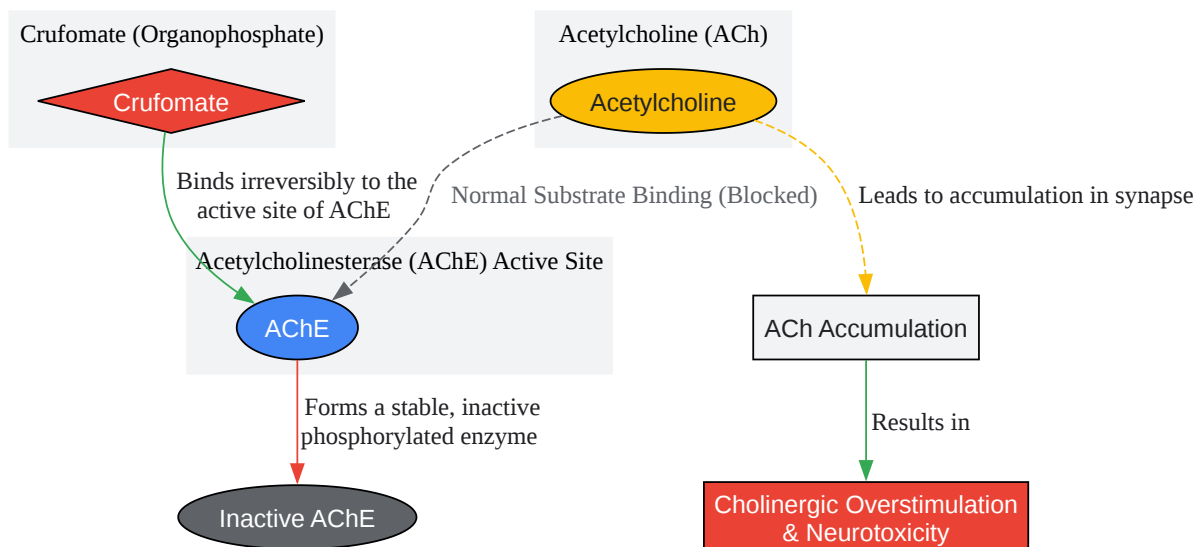 Crufomate (Organophosphate)
Acetylcholine (ACh)
Crufomate
Acetylcholine
Binds irreversibly to the
active site of AChE
Normal Substrate Binding (Blocked)
Leads to accumulation in synapse
Acetylcholinesterase (AChE) Active Site
AChE
ACh Accumulation
Forms a stable, inactive
phosphorylated enzyme
Results in
Inactive AChE
Cholinergic Overstimulation
& Neurotoxicity